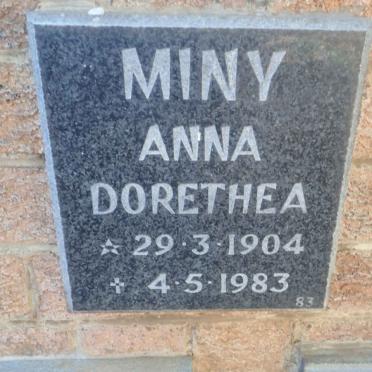 MINY
ANNA
DORETHEA
☆ 29·3·1904
✝ 4·5·1983
83